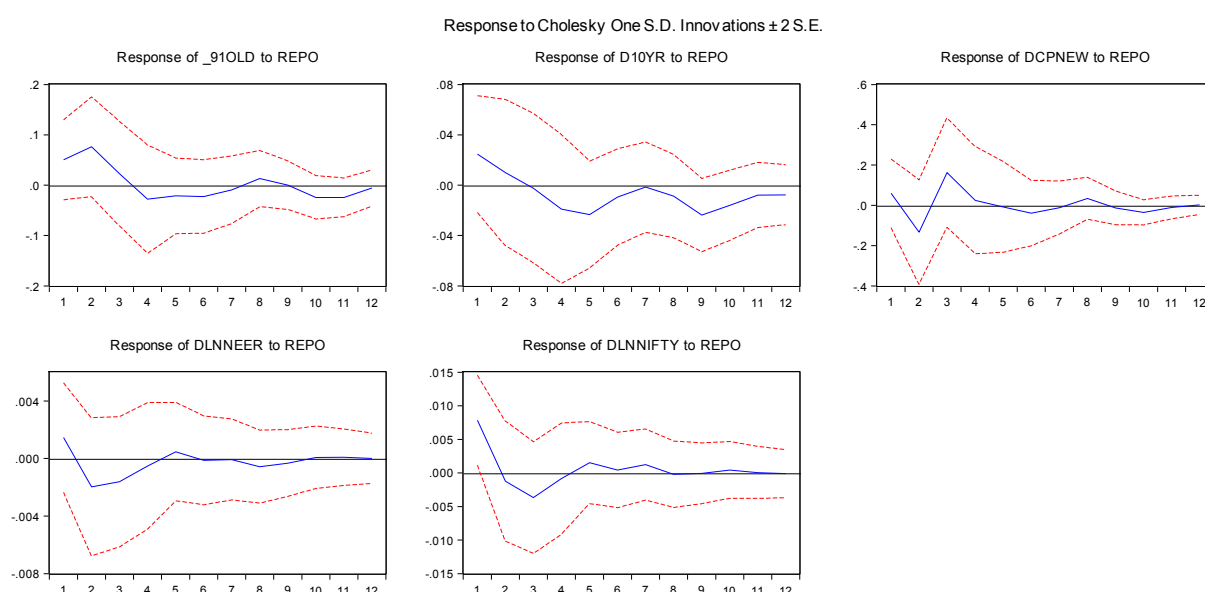 Response to Cholesky One S.D. Innovations ± 2 S.E.
Response of _91OLD to REPO
.2
.1
.0
-.1
-.2
1 2 3 4 5 6 7 8 9 10 11 12
Response of D10YR to REPO
.08
.04
.00
-.04
-.08
1 2 3 4 5 6 7 8 9 10 11 12
Response of DCPNEW to REPO
.6
.4
.2
.0
-.2
-.4
1 2 3 4 5 6 7 8 9 10 11 12
Response of DLNNEER to REPO
.004
.000
-.004
-.008
1 2 3 4 5 6 7 8 9 10 11 12
Response of DLNNIFTY to REPO
.015
.010
.005
.000
-.005
-.010
-.015
1 2 3 4 5 6 7 8 9 10 11 12